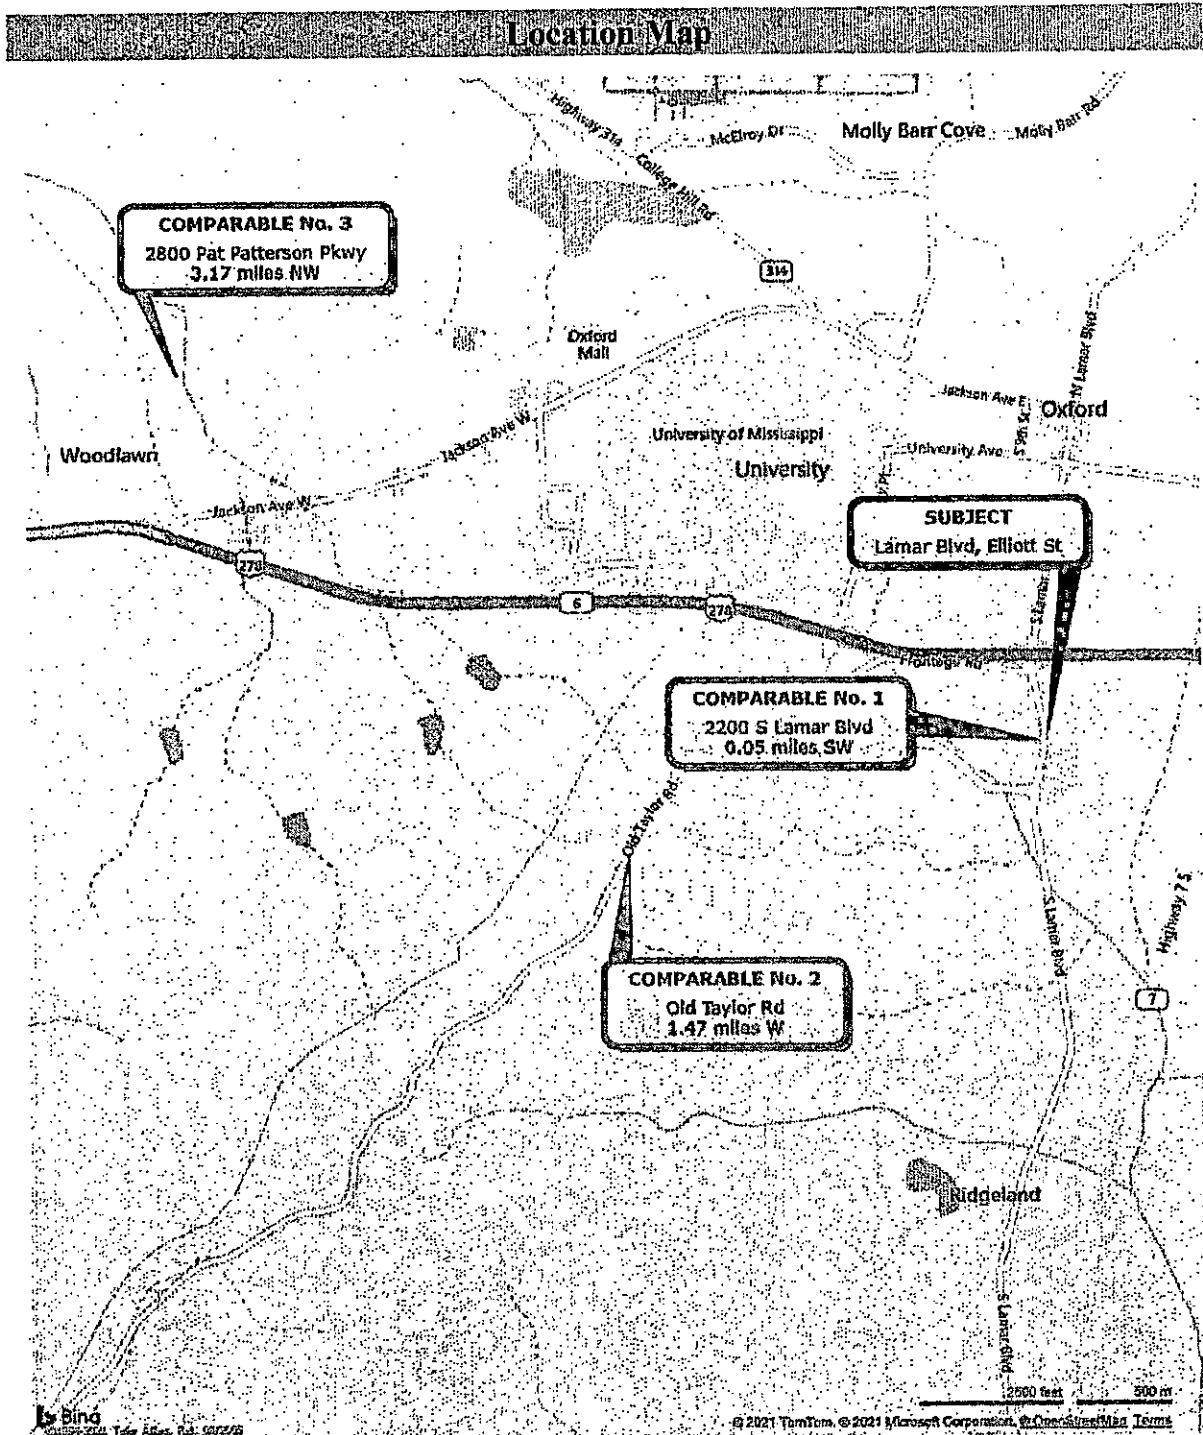 Location Map
Highway 314
McElroy Dr
Molly Barr Cove
Molly Barr Rd
College Hill Rd
COMPARABLE No. 3
2800 Pat Patterson Pkwy
3.17 miles NW
314
Oxford
Mall
N Lamar Blvd
Jackson Ave E
Oxford
S 9th St
Jackson Ave W
University of Mississippi
University Ave
Woodlawn
University
Jackson Ave W
SUBJECT
Lamar Blvd, Elliott St
278
6
278
S Lamar
Frontage Rd
COMPARABLE No. 1
2200 S Lamar Blvd
0.05 miles SW
Old Taylor Rd
S Lamar Blvd
Highway 7 S
COMPARABLE No. 2
Old Taylor Rd
1.47 miles W
7
Ridgeland
S Lamar Blvd
2500 feet
500 m
Bing
© 2021 TomTom, © 2021 Microsoft Corporation, © OpenStreetMap Terms